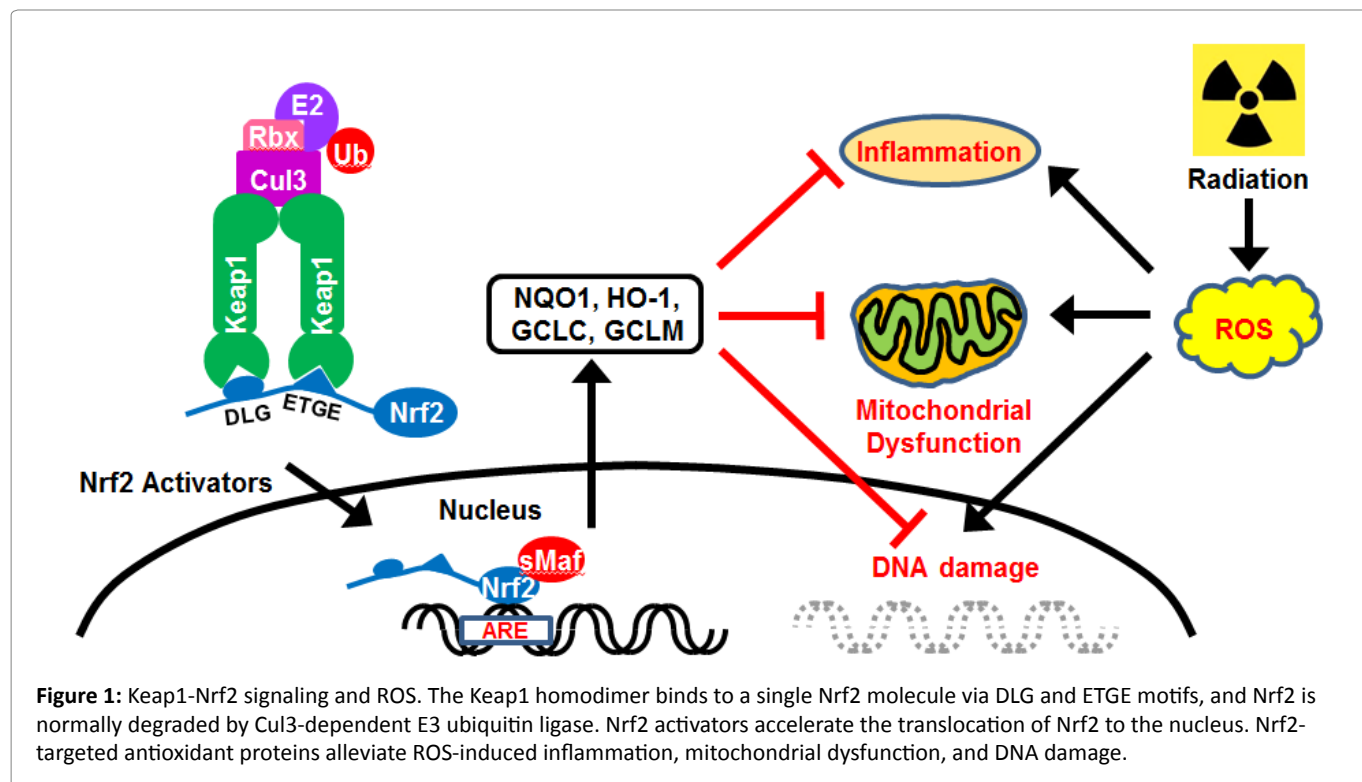 E2
Rbx
Ub
Cul3
Keap1
Keap1
DLG
ETGE
Nrf2
Nrf2 Activators
Nucleus
sMaf
Nrf2
ARE
NQO1, HO-1,
GCLC, GCLM
Inflammation
Mitochondrial
Dysfunction
DNA damage
Radiation
ROS
Figure 1: Keap1-Nrf2 signaling and ROS. The Keap1 homodimer binds to a single Nrf2 molecule via DLG and ETGE motifs, and Nrf2 is
normally degraded by Cul3-dependent E3 ubiquitin ligase. Nrf2 activators accelerate the translocation of Nrf2 to the nucleus. Nrf2-
targeted antioxidant proteins alleviate ROS-induced inflammation, mitochondrial dysfunction, and DNA damage.